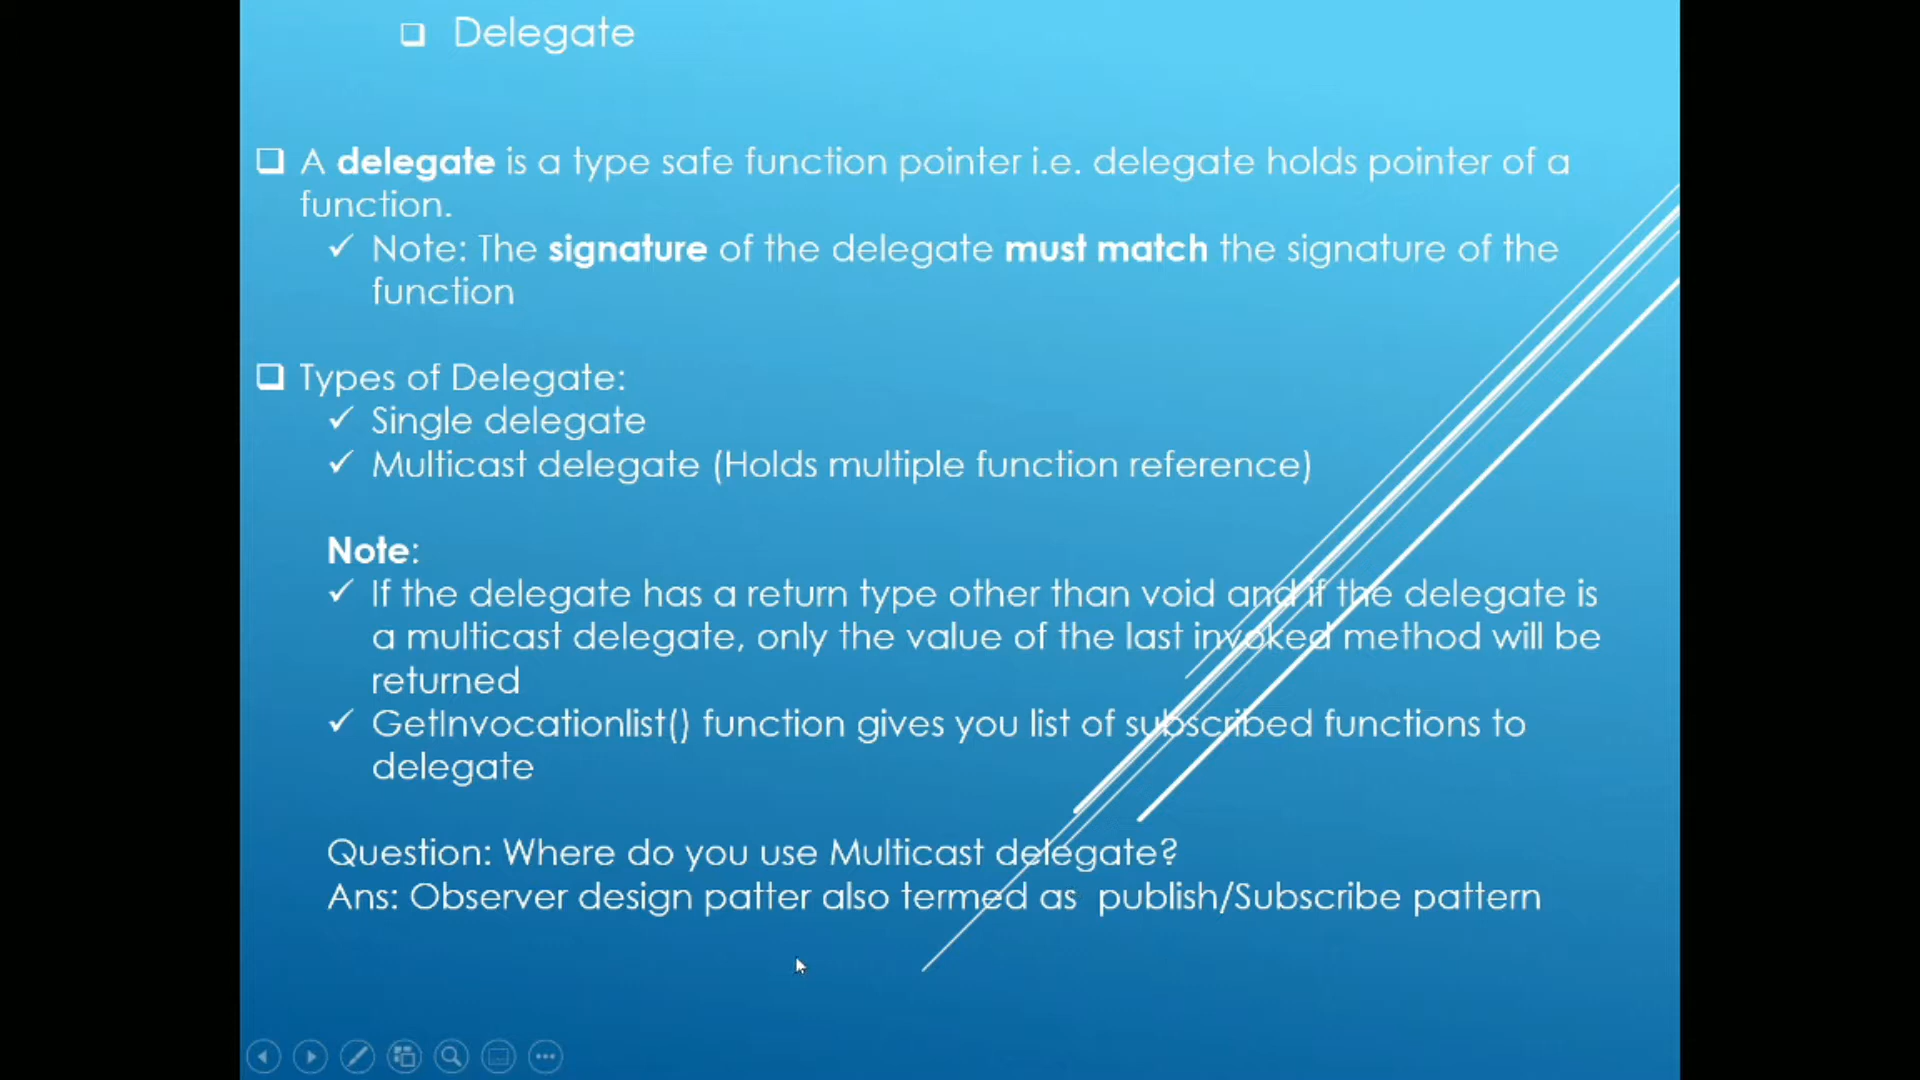 Delegate
A delegate is a type safe function pointer i.e. delegate holds pointer of a
function.
Note: The signature of the delegate must match the signature of the
function
Types of Delegate:
Single delegate
Multicast delegate (Holds multiple function reference)
Note:
If the delegate has a return type other than void and if the delegate is
a multicast delegate, only the value of the last invoked method will be
returned
GetInvocationlist() function gives you list of subscribed functions to
delegate
Question: Where do you use Multicast delegate?
Ans: Observer design patter also termed as publish/Subscribe pattern